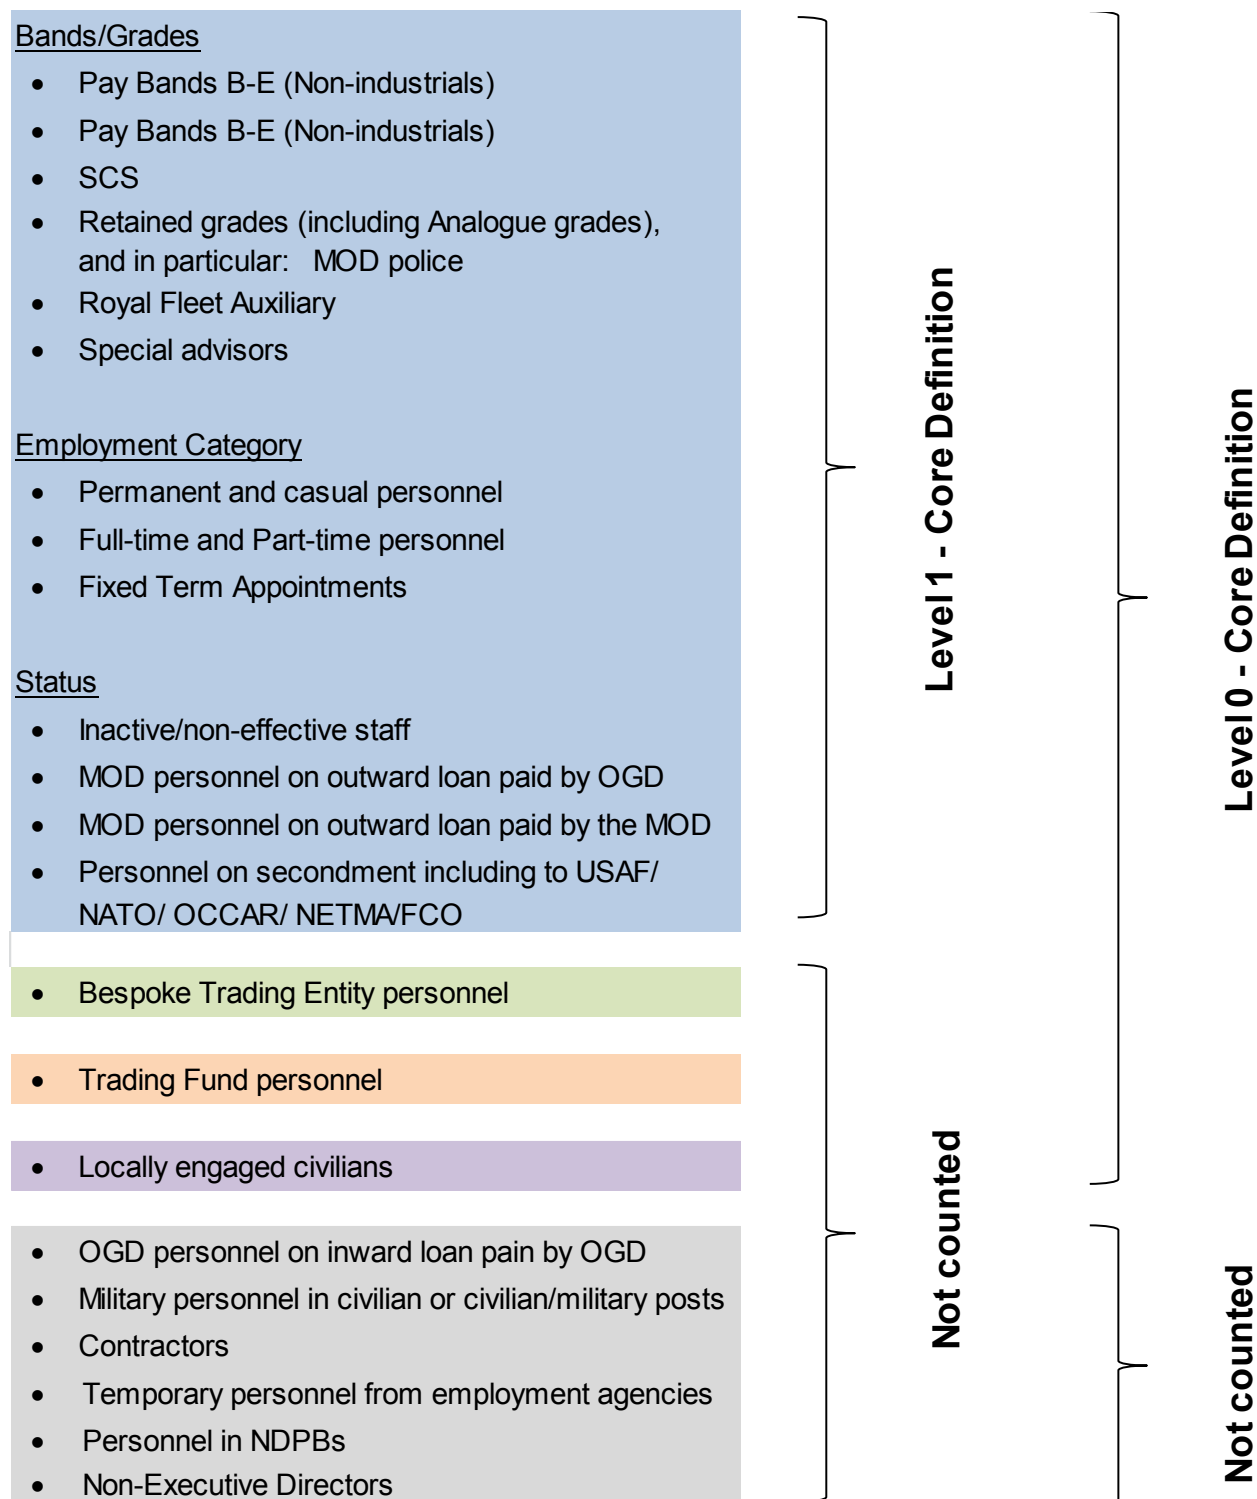 Bands/Grades
• Pay Bands B-E (Non-industrials)
• Pay Bands B-E (Non-industrials)
• SCS
• Retained grades (including Analogue grades),
and in particular: MOD police
• Royal Fleet Auxiliary
• Special advisors
Employment Category
• Permanent and casual personnel
• Full-time and Part-time personnel
• Fixed Term Appointments
Status
• Inactive/non-effective staff
• MOD personnel on outward loan paid by OGD
• MOD personnel on outward loan paid by the MOD
• Personnel on secondment including to USAF/
NATO/ OCCAR/ NETMA/FCO
• Bespoke Trading Entity personnel
• Trading Fund personnel
• Locally engaged civilians
• OGD personnel on inward loan pain by OGD
• Military personnel in civilian or civilian/military posts
• Contractors
• Temporary personnel from employment agencies
• Personnel in NDPBs
• Non-Executive Directors
Level 1 - Core Definition
Not counted
Level 0 - Core Definition
Not counted